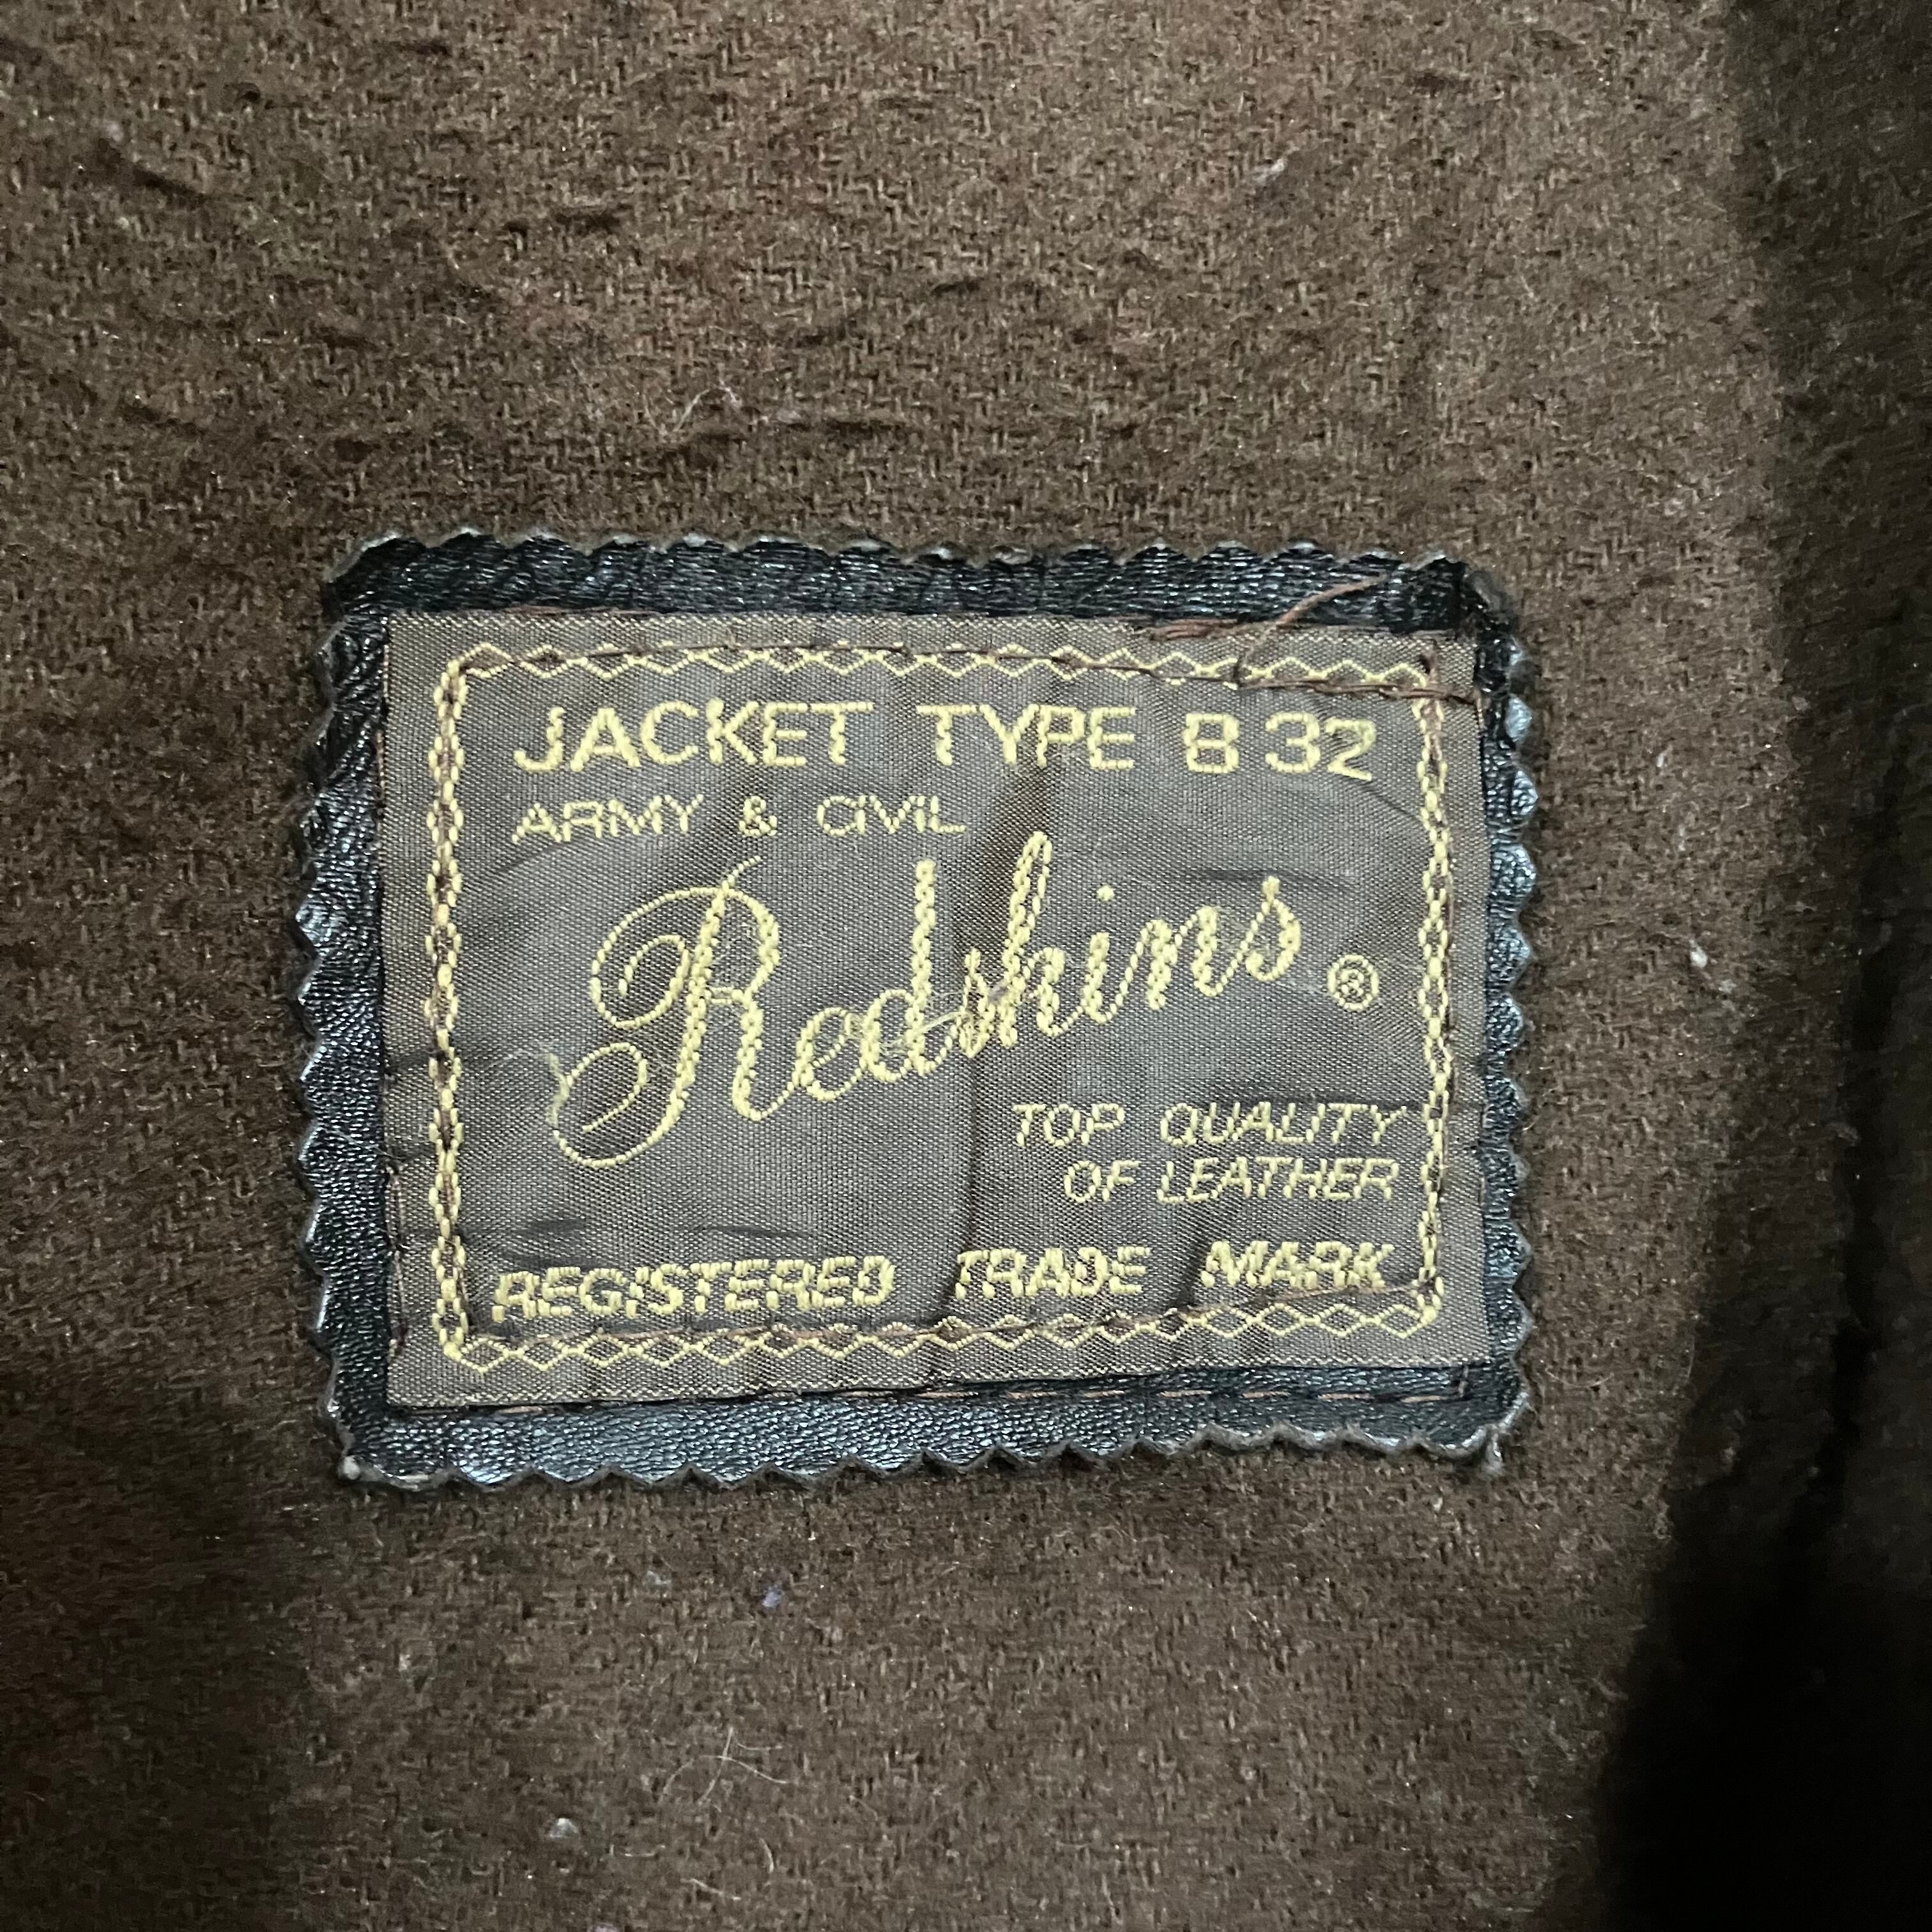 JACKET TYPE B 32
ARMY & CIVIL
Redskins ®
TOP QUALITY
OF LEATHER
REGISTERED TRADE MARK